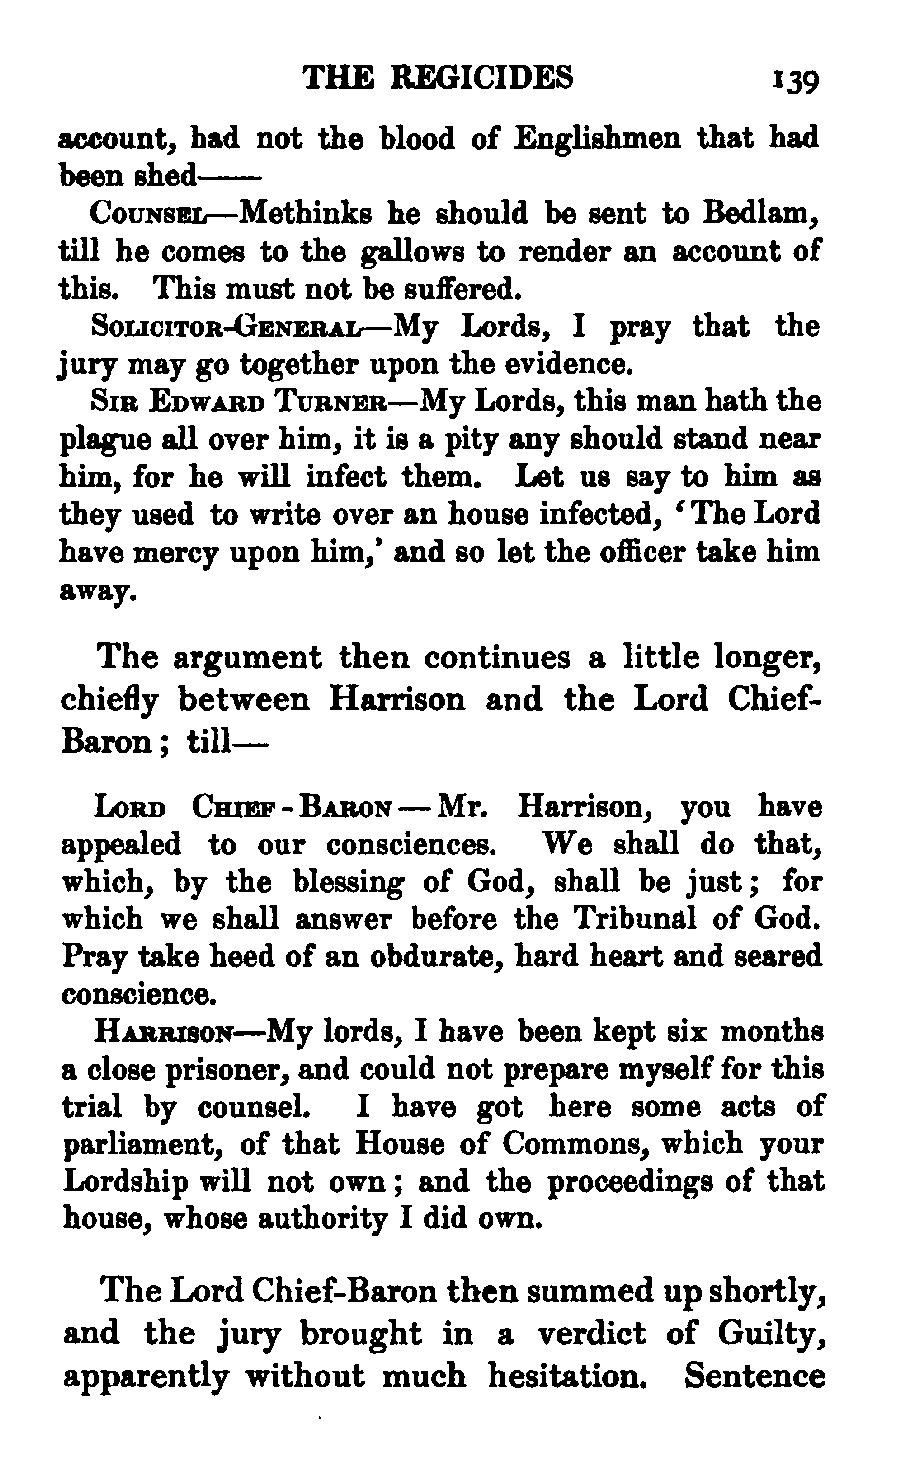 THE REGICIDES 139
account, had not the blood of Englishmen that had
been shed——
COUNSEL—Methinks he should be sent to Bedlam,
till he comes to the gallows to render an account of
this. This must not be suffered.
SOLICITOR-GENERAL—My Lords, I pray that the
jury may go together upon the evidence.
SIR EDWARD TURNER—My Lords, this man hath the
plague all over him, it is a pity any should stand near
him, for he will infect them. Let us say to him as
they used to write over an house infected, ‘The Lord
have mercy upon him,’ and so let the officer take him
away.
The argument then continues a little longer,
chiefly between Harrison and the Lord Chief-
Baron; till—
LORD CHIEF-BARON—Mr. Harrison, you have
appealed to our consciences. We shall do that,
which, by the blessing of God, shall be just; for
which we shall answer before the Tribunal of God.
Pray take heed of an obdurate, hard heart and seared
conscience.
HARRISON—My lords, I have been kept six months
a close prisoner, and could not prepare myself for this
trial by counsel. I have got here some acts of
parliament, of that House of Commons, which your
Lordship will not own; and the proceedings of that
house, whose authority I did own.
The Lord Chief-Baron then summed up shortly,
and the jury brought in a verdict of Guilty,
apparently without much hesitation. Sentence